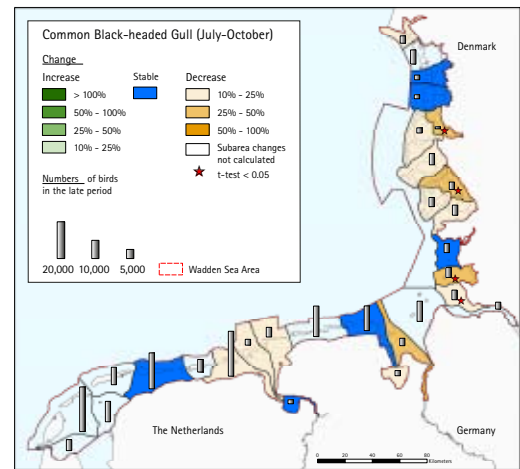 Common Black-headed Gull (July-October)
Change
Increase
Stable
Decrease
> 100%
50% - 100%
25% - 50%
10% - 25%
10% - 25%
25% - 50%
50% - 100%
Subarea changes
not calculated
t-test < 0.05
Numbers of birds
in the late period
20,000 10,000 5,000
Wadden Sea Area
Denmark
The Netherlands
Germany
0 10 20 40 60 80
Kilometers